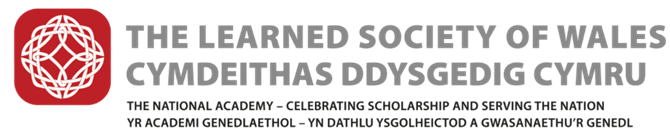 THE LEARNED SOCIETY OF WALES
CYMDEITHAS DDYSGEDIG CYMRU
THE NATIONAL ACADEMY – CELEBRATING SCHOLARSHIP AND SERVING THE NATION
YR ACADEMI GENEDLAETHOL – YN DATHLU YSGOLHEICTOD A GWASANAETHU’R GENEDL